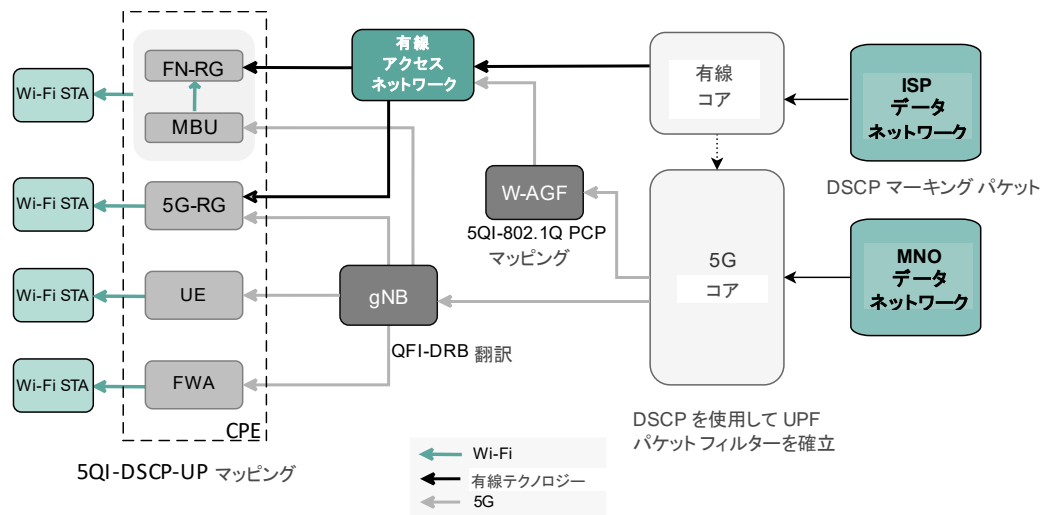 Wi-Fi STA
Wi-Fi STA
Wi-Fi STA
Wi-Fi STA
FN-RG
MBU
5G-RG
UE
FWA
CPE
5QI-DSCP-UP マッピング
有線
アクセス
ネットワーク
W-AGF
5QI-802.1Q PCP
マッピング
gNB
QFI-DRB 翻訳
有線
コア
5G
コア
DSCP を使用して UPF
パケット フィルターを確立
ISP
データ
ネットワーク
DSCP マーキング パケット
MNO
データ
ネットワーク
Wi-Fi
有線テクノロジー
5G